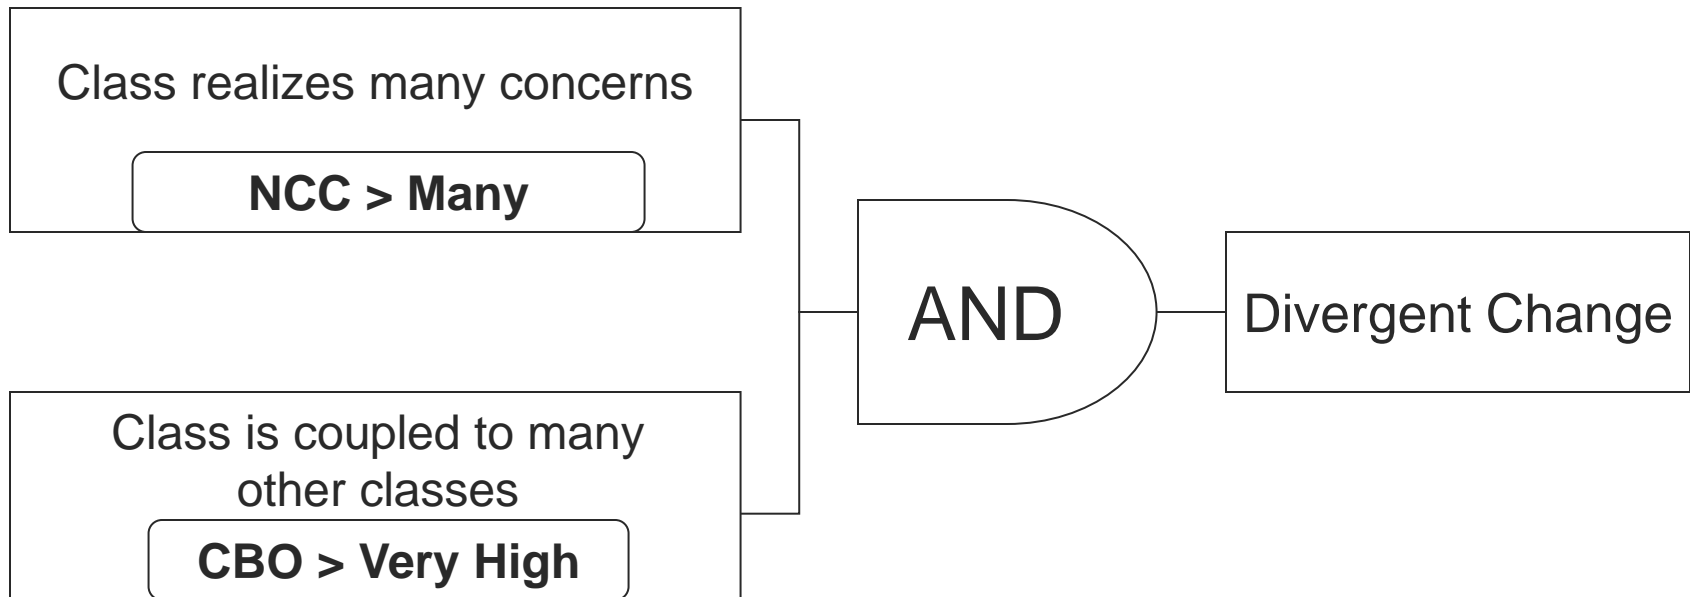 Class realizes many concerns
NCC > Many
Class is coupled to many
other classes
CBO > Very High
AND
Divergent Change